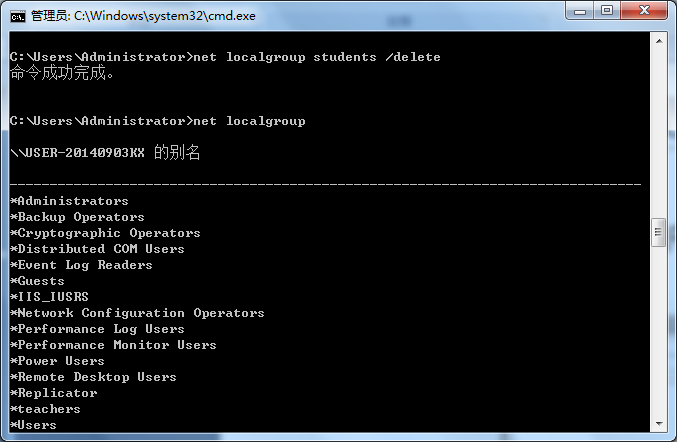 管理员: C:\Windows\system32\cmd.exe
C:\Users\Administrator>net localgroup students /delete
命令成功完成。
C:\Users\Administrator>net localgroup
\\USER-20140903KX 的别名
-------------------------------------------------------------------------------
*Administrators
*Backup Operators
*Cryptographic Operators
*Distributed COM Users
*Event Log Readers
*Guests
*IIS_IUSRS
*Network Configuration Operators
*Performance Log Users
*Performance Monitor Users
*Power Users
*Remote Desktop Users
*Replicator
*teachers
*Users